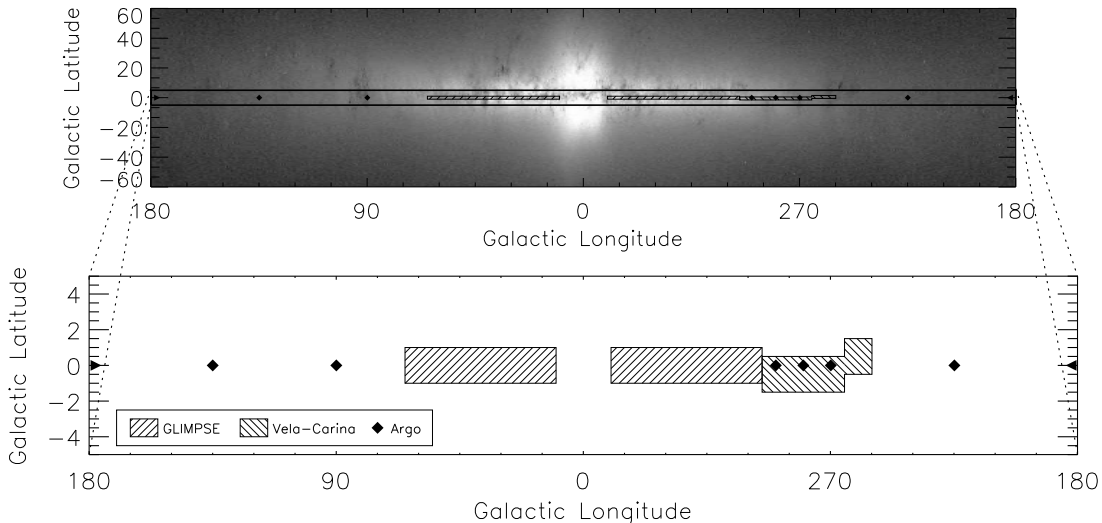 60
40
20
0
−20
−40
−60
Galactic Latitude
180 90 0 270 180
Galactic Longitude
4
2
0
−2
−4
Galactic Latitude
GLIMPSE Vela−Carina Argo
180 90 0 270 180
Galactic Longitude